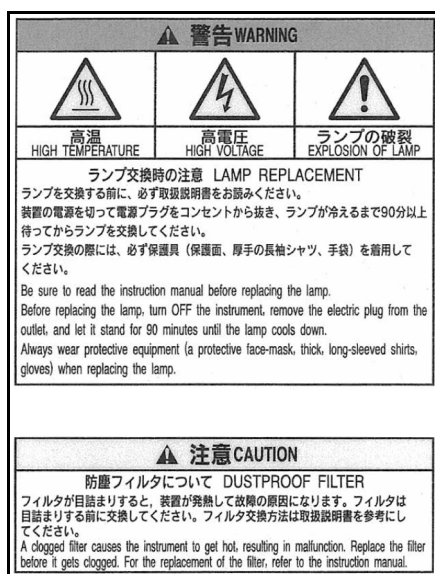 警告 WARNING
高温 高電圧 ランプの破裂
HIGH TEMPERATURE HIGH VOLTAGE EXPLOSION OF LAMP
ランプ交換時の注意 LAMP REPLACEMENT
ランプを交換する前に、必ず取扱説明書をお読みください。
装置の電源を切って電源プラグをコンセントから抜き、ランプが冷えるまで90分以上
待ってからランプを交換してください。
ランプ交換の際には、必ず保護具（保護面、厚手の長袖シャツ、手袋）を着用して
ください。
Be sure to read the instruction manual before replacing the lamp.
Before replacing the lamp, turn OFF the instrument, remove the electric plug from the
outlet, and let it stand for 90 minutes until the lamp cools down.
Always wear protective equipment (a protective face-mask, thick, long-sleeved shirts,
gloves) when replacing the lamp.
注意 CAUTION
防塵フィルタについて DUSTPROOF FILTER
フィルタが目詰まりすると，装置が発熱して故障の原因になります。フィルタは
目詰まりする前に交換してください。フィルタ交換方法は取扱説明書を参考にし
てください。
A clogged filter causes the instrument to get hot, resulting in malfunction. Replace the filter
before it gets clogged. For the replacement of the filter, refer to the instruction manual.